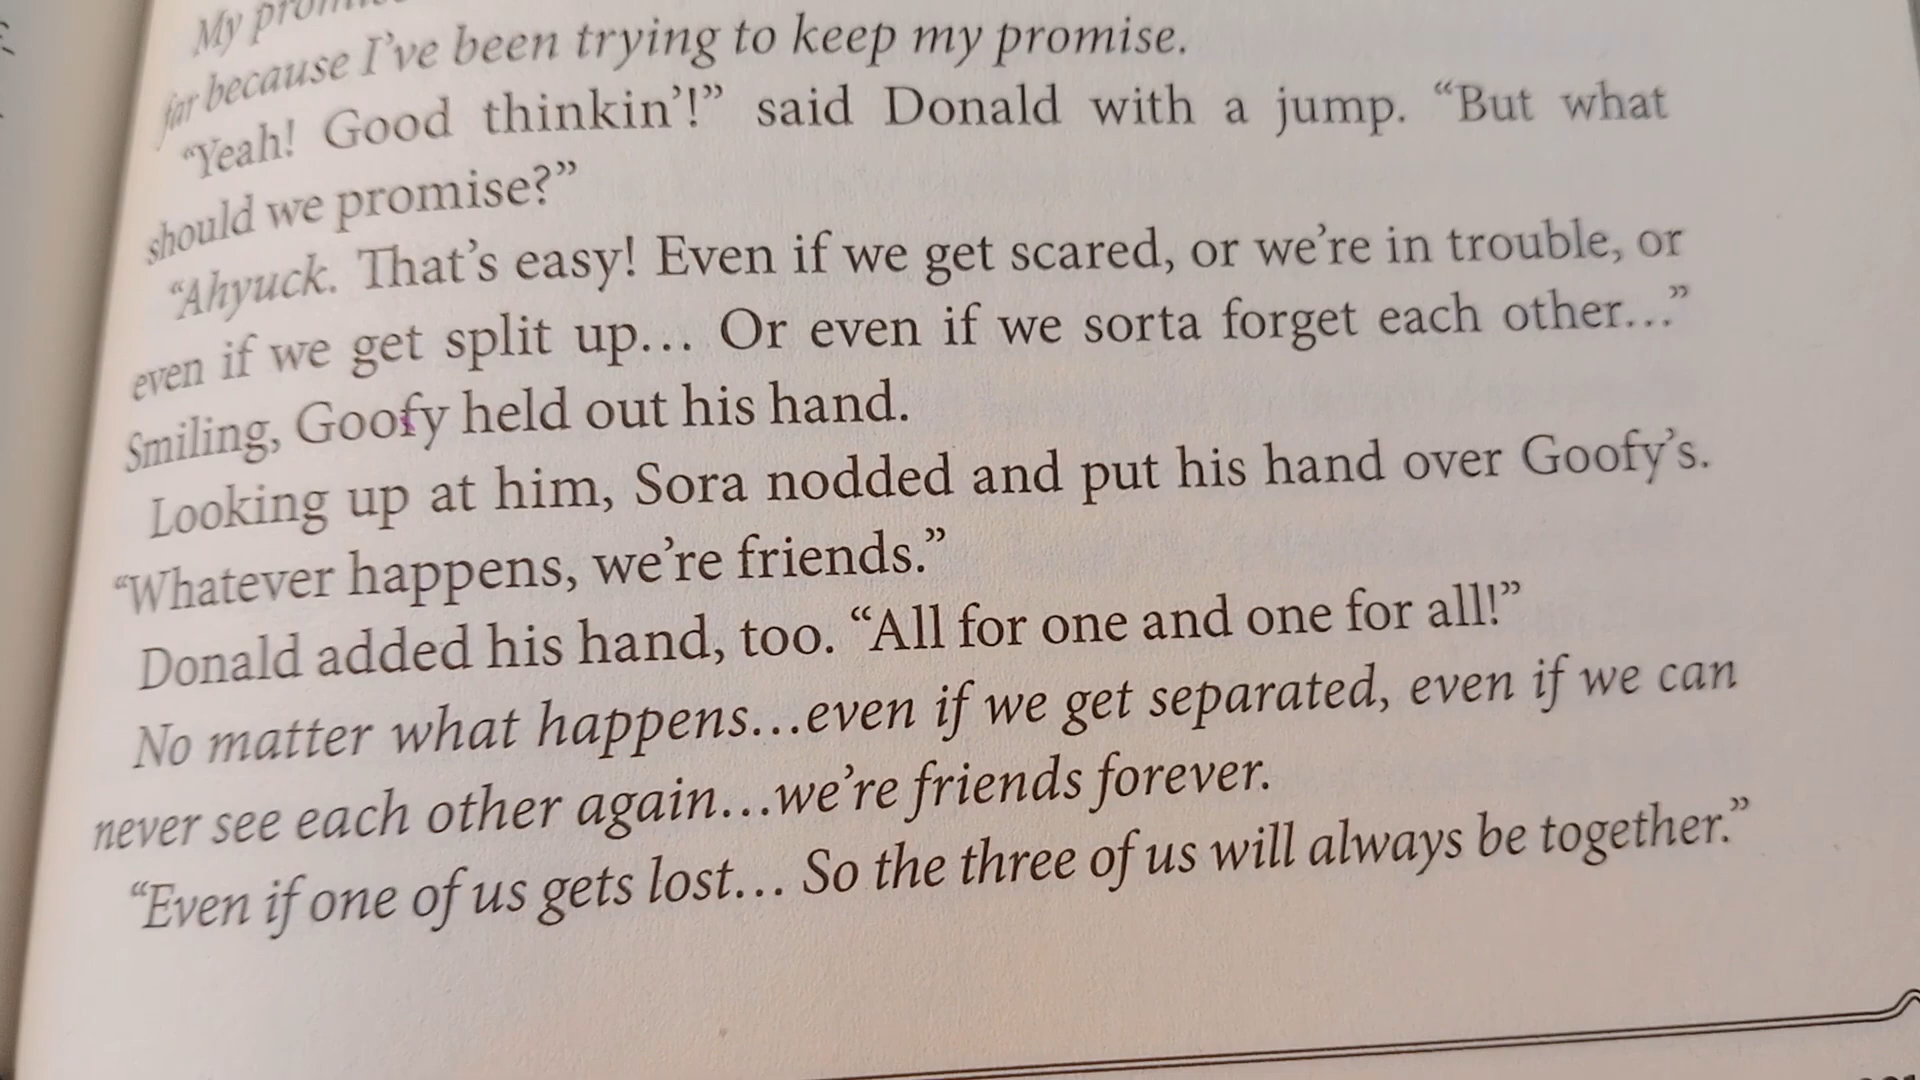 My
far because I’ve been trying to keep my promise.
“Yeah! Good thinkin’!” said Donald with a jump. “But what
should we promise?”
“Ahyuck. That’s easy! Even if we get scared, or we’re in trouble, or
even if we get split up… Or even if we sorta forget each other…”
Smiling, Goofy held out his hand.
Looking up at him, Sora nodded and put his hand over Goofy’s.
“Whatever happens, we’re friends.”
Donald added his hand, too. “All for one and one for all!”
No matter what happens…even if we get separated, even if we can
never see each other again…we’re friends forever.
“Even if one of us gets lost… So the three of us will always be together.”